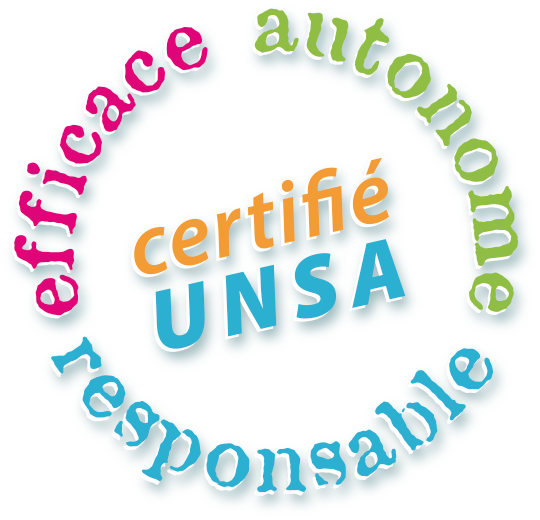 efficace
autonome
responsable
certifié
UNSA